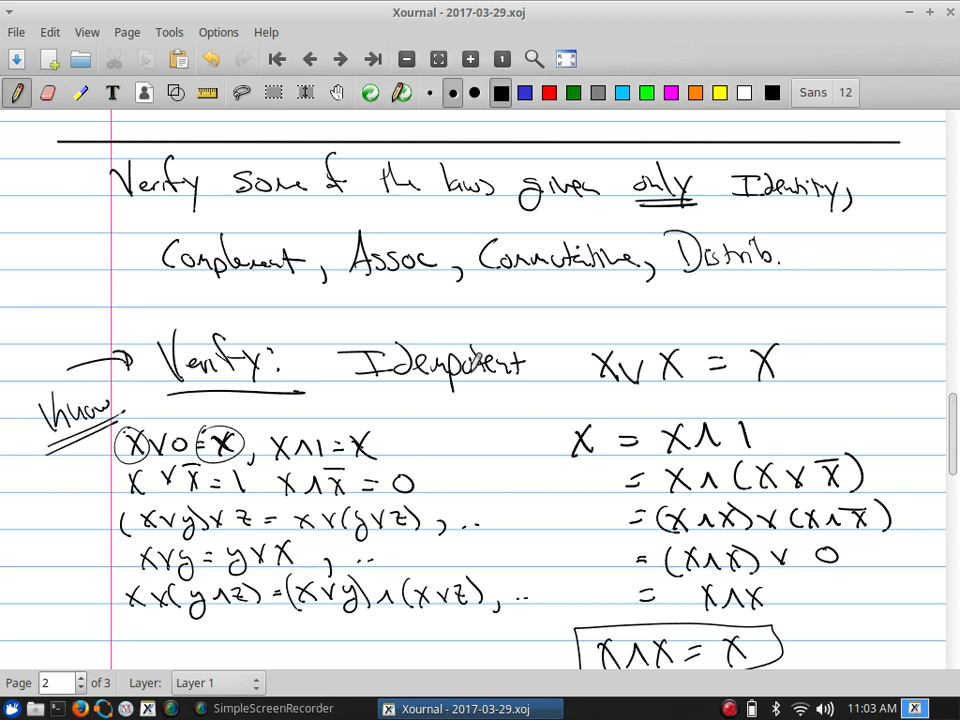 Xournal - 2017-03-29.xoj
File Edit View Page Tools Options Help
Sans 12
Verify some of the laws given only Identity,
Complement, Assoc, Commutative, Distrib.
Verify: Idempotent x∨x = x
Know
x∨0=x, x∧1=x
x∨x̅=1 x∧x̅=0
(x∨y)∨z = x∨(y∨z), ..
x∨y=y∨x, ..
x∨(y∧z)=(x∨y)∧(x∨z), ..
x = x∧1
= x∧(x∨x̅)
=(x∧x)∨(x∧x̅)
= (x∧x)∨0
= x∧x
x∧x = x
Page 2 of 3 Layer: Layer 1
SimpleScreenRecorder Xournal - 2017-03-29.xoj 11:03 AM